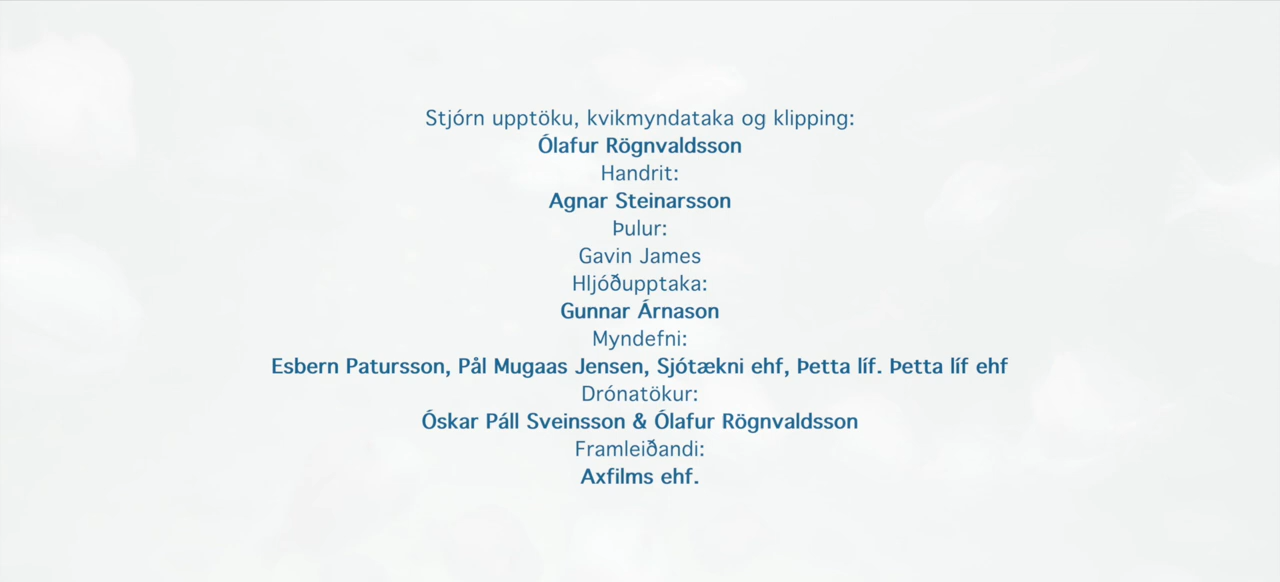 Stjórn upptöku, kvikmyndataka og klipping:
Ólafur Rögnvaldsson
Handrit:
Agnar Steinarsson
Þulur:
Gavin James
Hljóðupptaka:
Gunnar Árnason
Myndefni:
Esbern Patursson, Pål Mugaas Jensen, Sjótækni ehf, Þetta líf. Þetta líf ehf
Drónatökur:
Óskar Páll Sveinsson & Ólafur Rögnvaldsson
Framleiðandi:
Axfilms ehf.